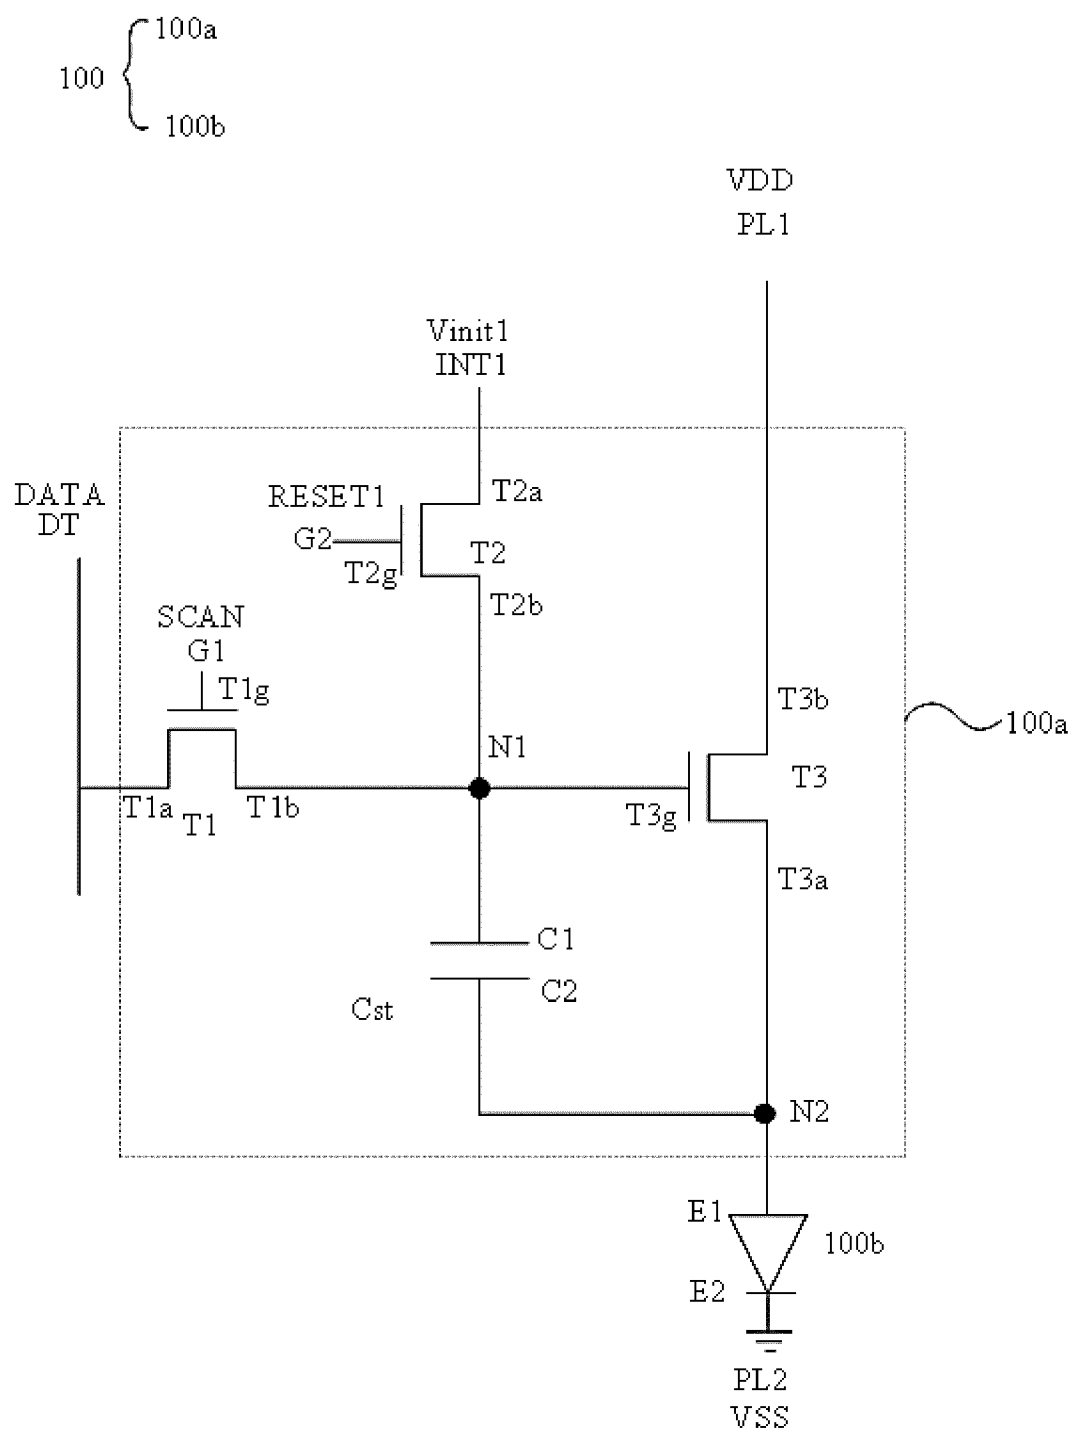 100a
100
100b
VDD
PL1
Vinit1
INT1
DATA
DT
RESET1
T2a
G2
T2
T2g
T2b
SCAN
G1
T1g
T3b
N1
100a
T3
T1a
T1b
T3g
T1
T3a
C1
C2
Cst
N2
E1
100b
E2
PL2
VSS